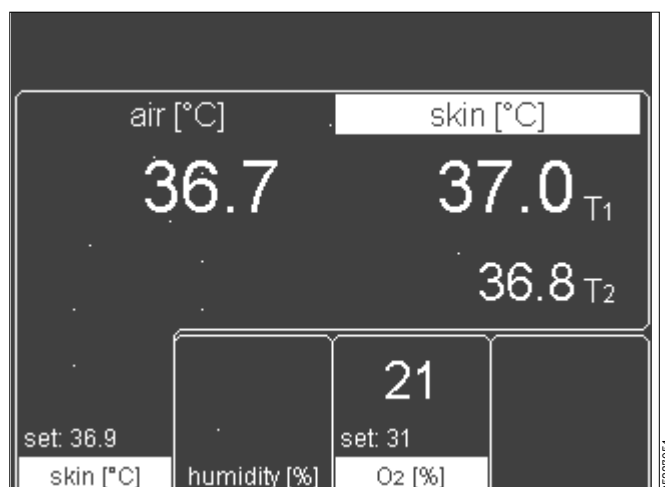 air [°C]
skin [°C]
36.7
37.0 T1
36.8 T2
21
set: 36.9
set: 31
skin [°C]
humidity [%]
O2 [%]